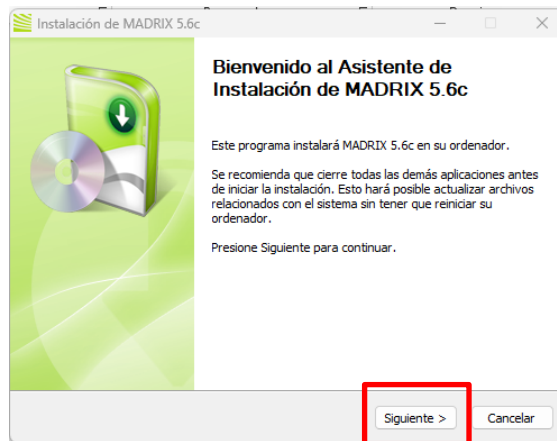 Instalación de MADRIX 5.6c
Bienvenido al Asistente de
Instalación de MADRIX 5.6c
Este programa instalará MADRIX 5.6c en su ordenador.
Se recomienda que cierre todas las demás aplicaciones antes
de iniciar la instalación. Esto hará posible actualizar archivos
relacionados con el sistema sin tener que reiniciar su
ordenador.
Presione Siguiente para continuar.
Siguiente >
Cancelar